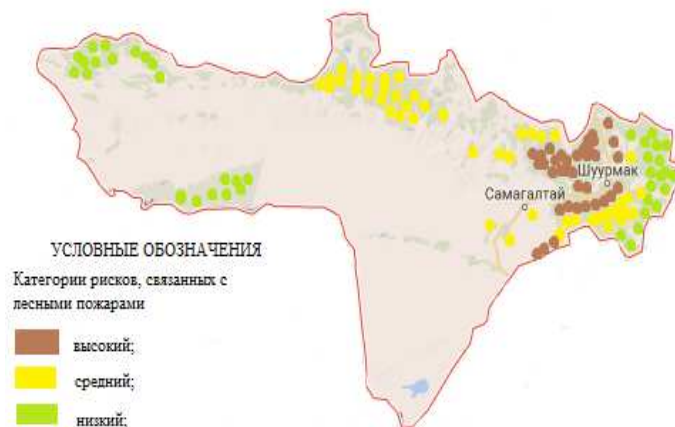 Шуурмак
Самагалтай
УСЛОВНЫЕ ОБОЗНАЧЕНИЯ
Категории рисков, связанных с
лесными пожарами
высокий;
средний;
низкий;